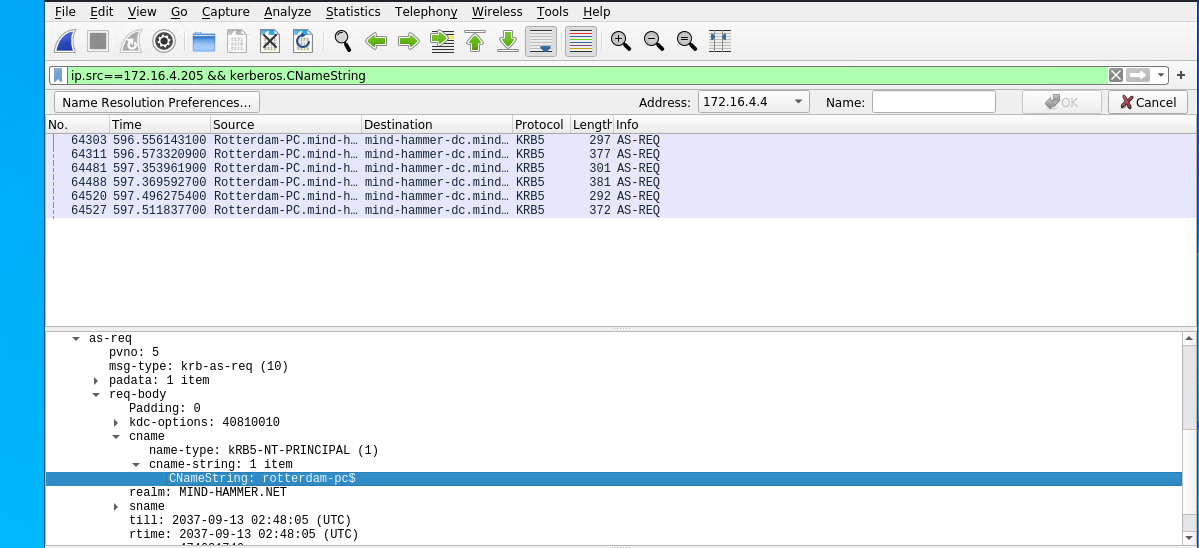 File Edit View Go Capture Analyze Statistics Telephony Wireless Tools Help
ip.src==172.16.4.205 && kerberos.CNameString
Name Resolution Preferences... Address: 172.16.4.4 Name: OK Cancel
No. Time Source Destination Protocol Length Info
64303 596.556143100 Rotterdam-PC.mind-h… mind-hammer-dc.mind… KRB5 297 AS-REQ
64311 596.573320900 Rotterdam-PC.mind-h… mind-hammer-dc.mind… KRB5 377 AS-REQ
64481 597.353961900 Rotterdam-PC.mind-h… mind-hammer-dc.mind… KRB5 301 AS-REQ
64488 597.369592700 Rotterdam-PC.mind-h… mind-hammer-dc.mind… KRB5 381 AS-REQ
64520 597.496275400 Rotterdam-PC.mind-h… mind-hammer-dc.mind… KRB5 292 AS-REQ
64527 597.511837700 Rotterdam-PC.mind-h… mind-hammer-dc.mind… KRB5 372 AS-REQ
as-req
pvno: 5
msg-type: krb-as-req (10)
padata: 1 item
req-body
Padding: 0
kdc-options: 40810010
cname
name-type: kRB5-NT-PRINCIPAL (1)
cname-string: 1 item
CNameString: rotterdam-pc$
realm: MIND-HAMMER.NET
sname
till: 2037-09-13 02:48:05 (UTC)
rtime: 2037-09-13 02:48:05 (UTC)